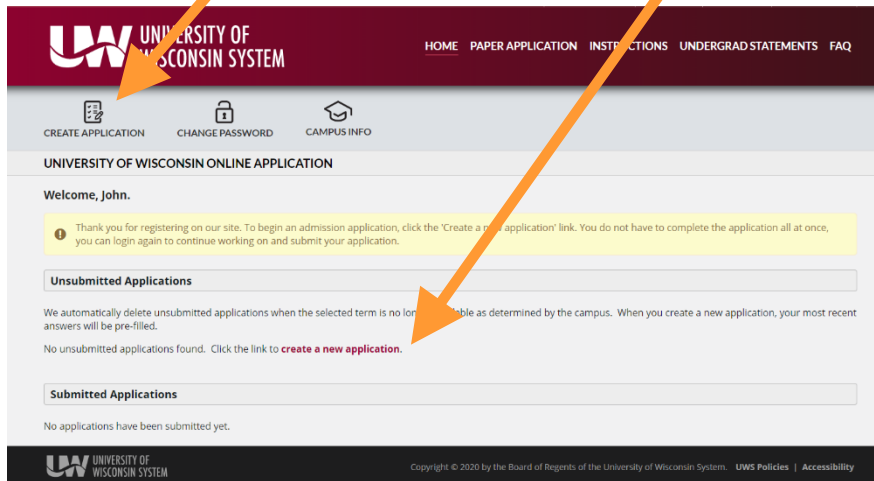 UW UNIVERSITY OF
WISCONSIN SYSTEM
HOME PAPER APPLICATION INSTRUCTIONS UNDERGRAD STATEMENTS FAQ
CREATE APPLICATION CHANGE PASSWORD CAMPUS INFO
UNIVERSITY OF WISCONSIN ONLINE APPLICATION
Welcome, John.
Thank you for registering on our site. To begin an admission application, click the 'Create a new application' link. You do not have to complete the application all at once,
you can login again to continue working on and submit your application.
Unsubmitted Applications
We automatically delete unsubmitted applications when the selected term is no longer available as determined by the campus. When you create a new application, your most recent
answers will be pre-filled.
No unsubmitted applications found. Click the link to create a new application.
Submitted Applications
No applications have been submitted yet.
UW UNIVERSITY OF
WISCONSIN SYSTEM
Copyright © 2020 by the Board of Regents of the University of Wisconsin System. UWS Policies | Accessibility